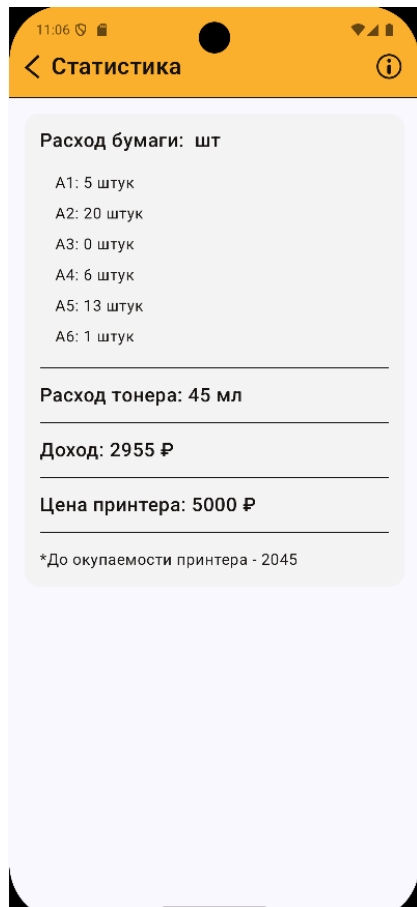 11:06
Статистика
Расход бумаги:  шт
А1: 5 штук
А2: 20 штук
А3: 0 штук
А4: 6 штук
А5: 13 штук
А6: 1 штук
Расход тонера: 45 мл
Доход: 2955 ₽
Цена принтера: 5000 ₽
*До окупаемости принтера - 2045